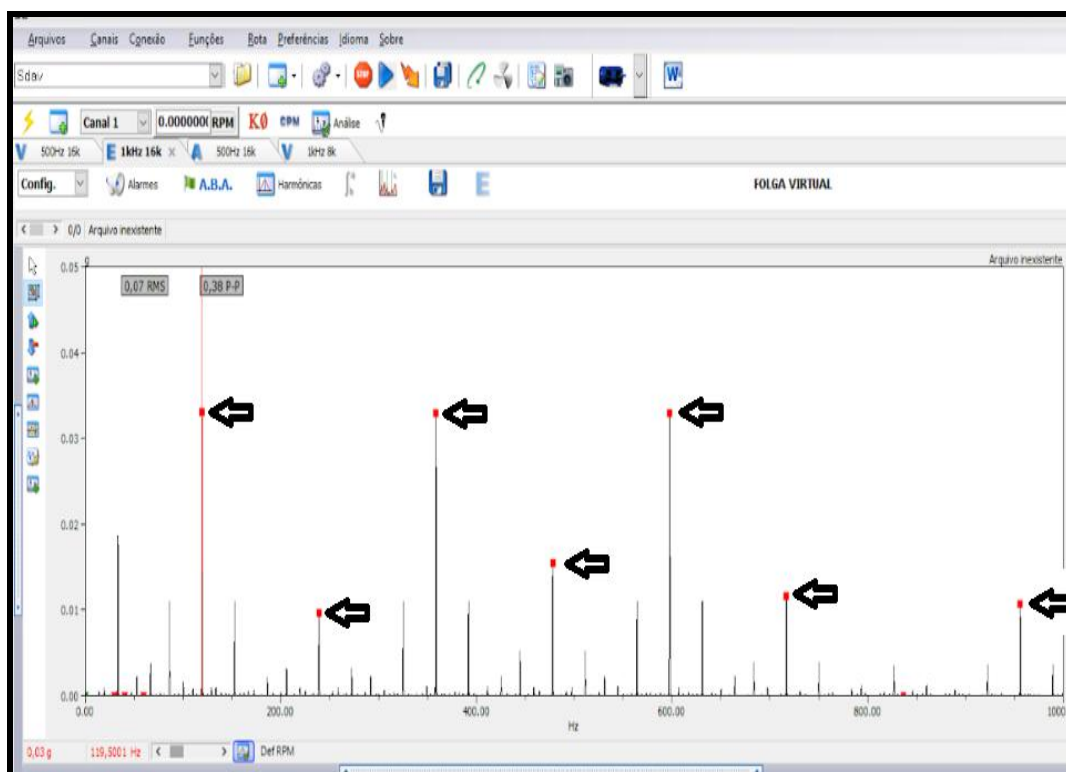 Arquivos Canais Conexão Funções Rota Preferências Idioma Sobre
Sdav
Canal 1 0.0000000 RPM KØ CPM Análise
V 500Hz 16k E 1kHz 16k × A 500Hz 16k V 1kHz 8k
Config. Alarmes A.B.A. Harmônicas E FOLGA VIRTUAL
< > 0/0 Arquivo inexistente
Arquivo inexistente
g
0.05
0,07 RMS 0,38 P-P
0.04
0.03
0.02
0.01
0.00
0.00 200.00 400.00 600.00 800.00 1000
Hz
0,03 g 119,5001 Hz < > Def RPM